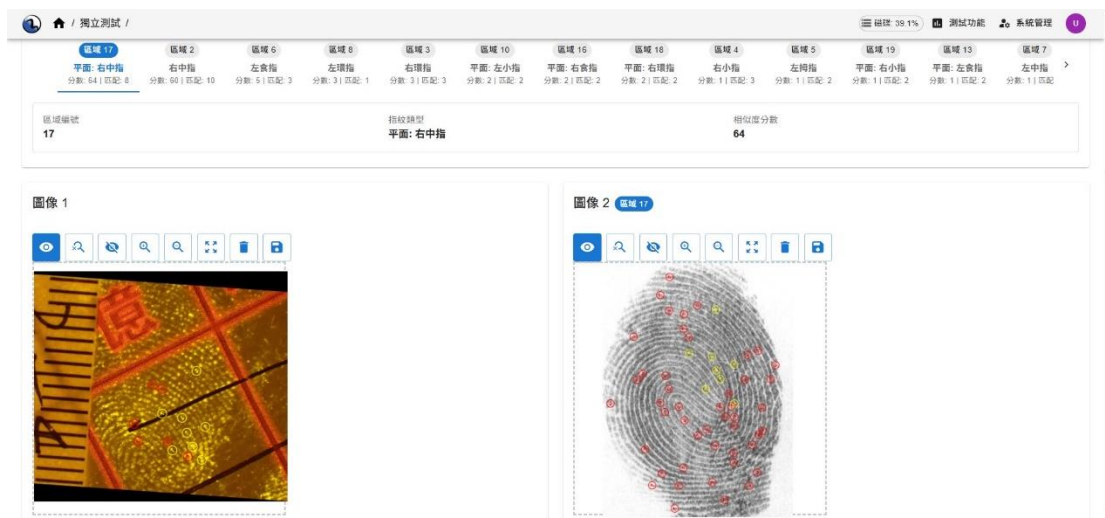 / 獨立測試 /
磁碟: 39.1%
測試功能
系統管理
U
區域 17
平面: 右中指
分數: 64 | 匹配: 8
區域 2
右中指
分數: 60 | 匹配: 10
區域 6
左食指
分數: 5 | 匹配: 3
區域 8
左環指
分數: 3 | 匹配: 1
區域 3
右環指
分數: 3 | 匹配: 3
區域 10
平面: 左小指
分數: 2 | 匹配: 2
區域 16
平面: 右食指
分數: 2 | 匹配: 2
區域 18
平面: 右環指
分數: 2 | 匹配: 2
區域 4
右小指
分數: 1 | 匹配: 3
區域 5
左拇指
分數: 1 | 匹配: 2
區域 19
平面: 右小指
分數: 1 | 匹配: 2
區域 13
平面: 左食指
分數: 1 | 匹配: 2
區域 7
左中指
分數: 1 | 匹配
區域編號
17
指紋類型
平面: 右中指
相似度分數
64
圖像 1
圖像 2 區域 17
億